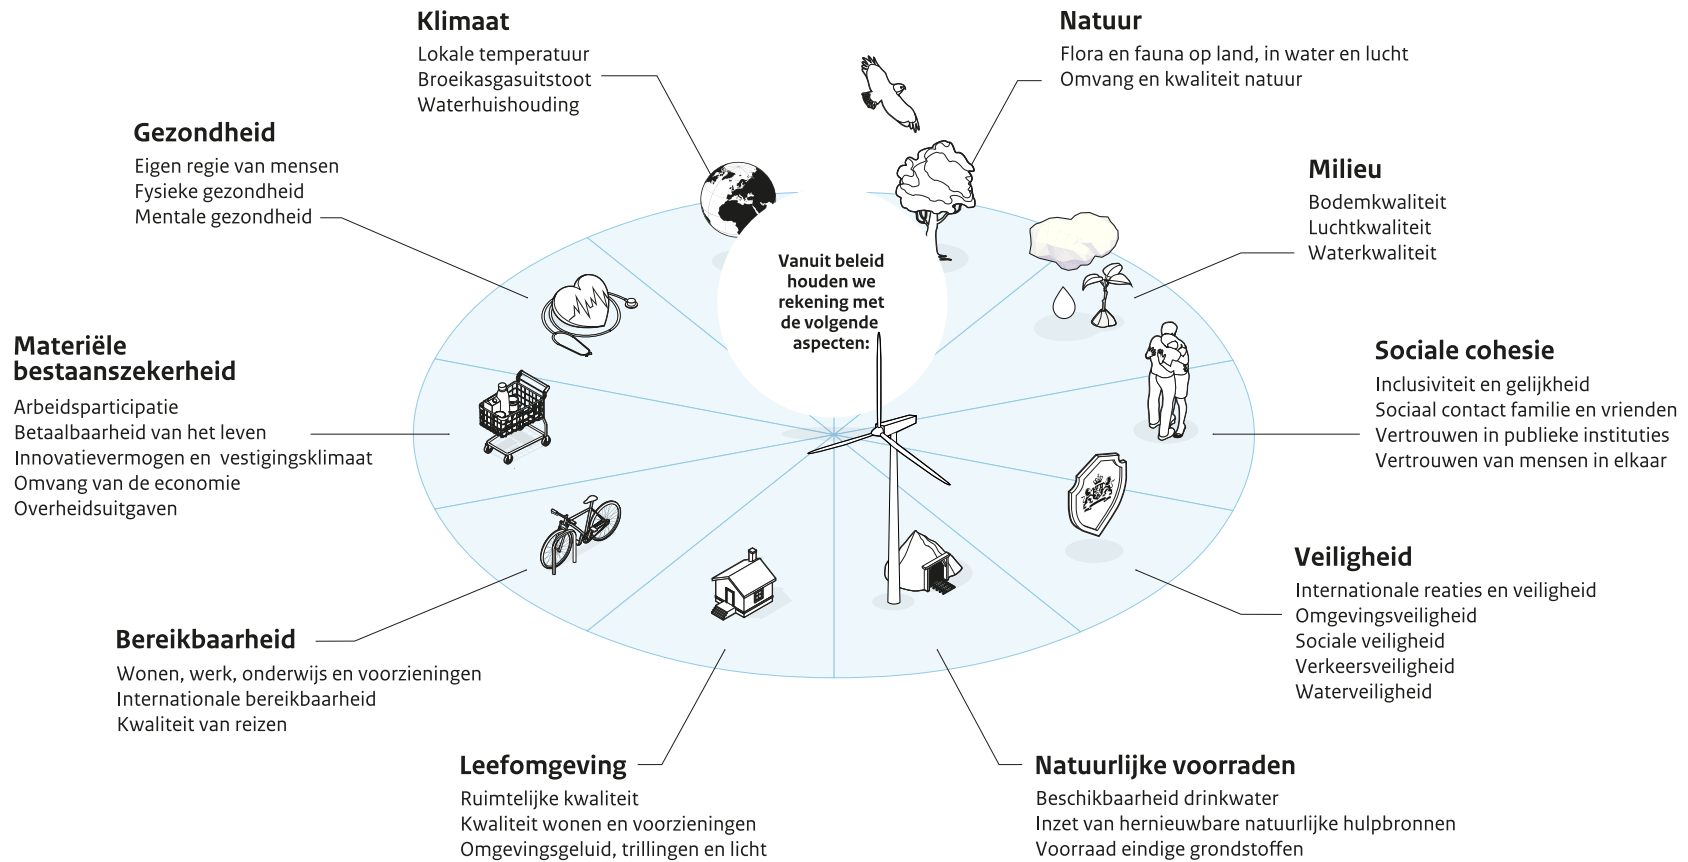 Klimaat
Lokale temperatuur
Broeikasgasuitstoot
Waterhuishouding
Natuur
Flora en fauna op land, in water en lucht
Omvang en kwaliteit natuur
Gezondheid
Eigen regie van mensen
Fysieke gezondheid
Mentale gezondheid
Milieu
Bodemkwaliteit
Luchtkwaliteit
Waterkwaliteit
Vanuit beleid
houden we
rekening met
de volgende
aspecten:
Materiële
bestaanszekerheid
Arbeidsparticipatie
Betaalbaarheid van het leven
Innovatievermogen en vestigingsklimaat
Omvang van de economie
Overheidsuitgaven
Sociale cohesie
Inclusiviteit en gelijkheid
Sociaal contact familie en vrienden
Vertrouwen in publieke instituties
Vertrouwen van mensen in elkaar
Veiligheid
Internationale reaties en veiligheid
Omgevingsveiligheid
Sociale veiligheid
Verkeersveiligheid
Waterveiligheid
Bereikbaarheid
Wonen, werk, onderwijs en voorzieningen
Internationale bereikbaarheid
Kwaliteit van reizen
Leefomgeving
Ruimtelijke kwaliteit
Kwaliteit wonen en voorzieningen
Omgevingsgeluid, trillingen en licht
Natuurlijke voorraden
Beschikbaarheid drinkwater
Inzet van hernieuwbare natuurlijke hulpbronnen
Voorraad eindige grondstoffen